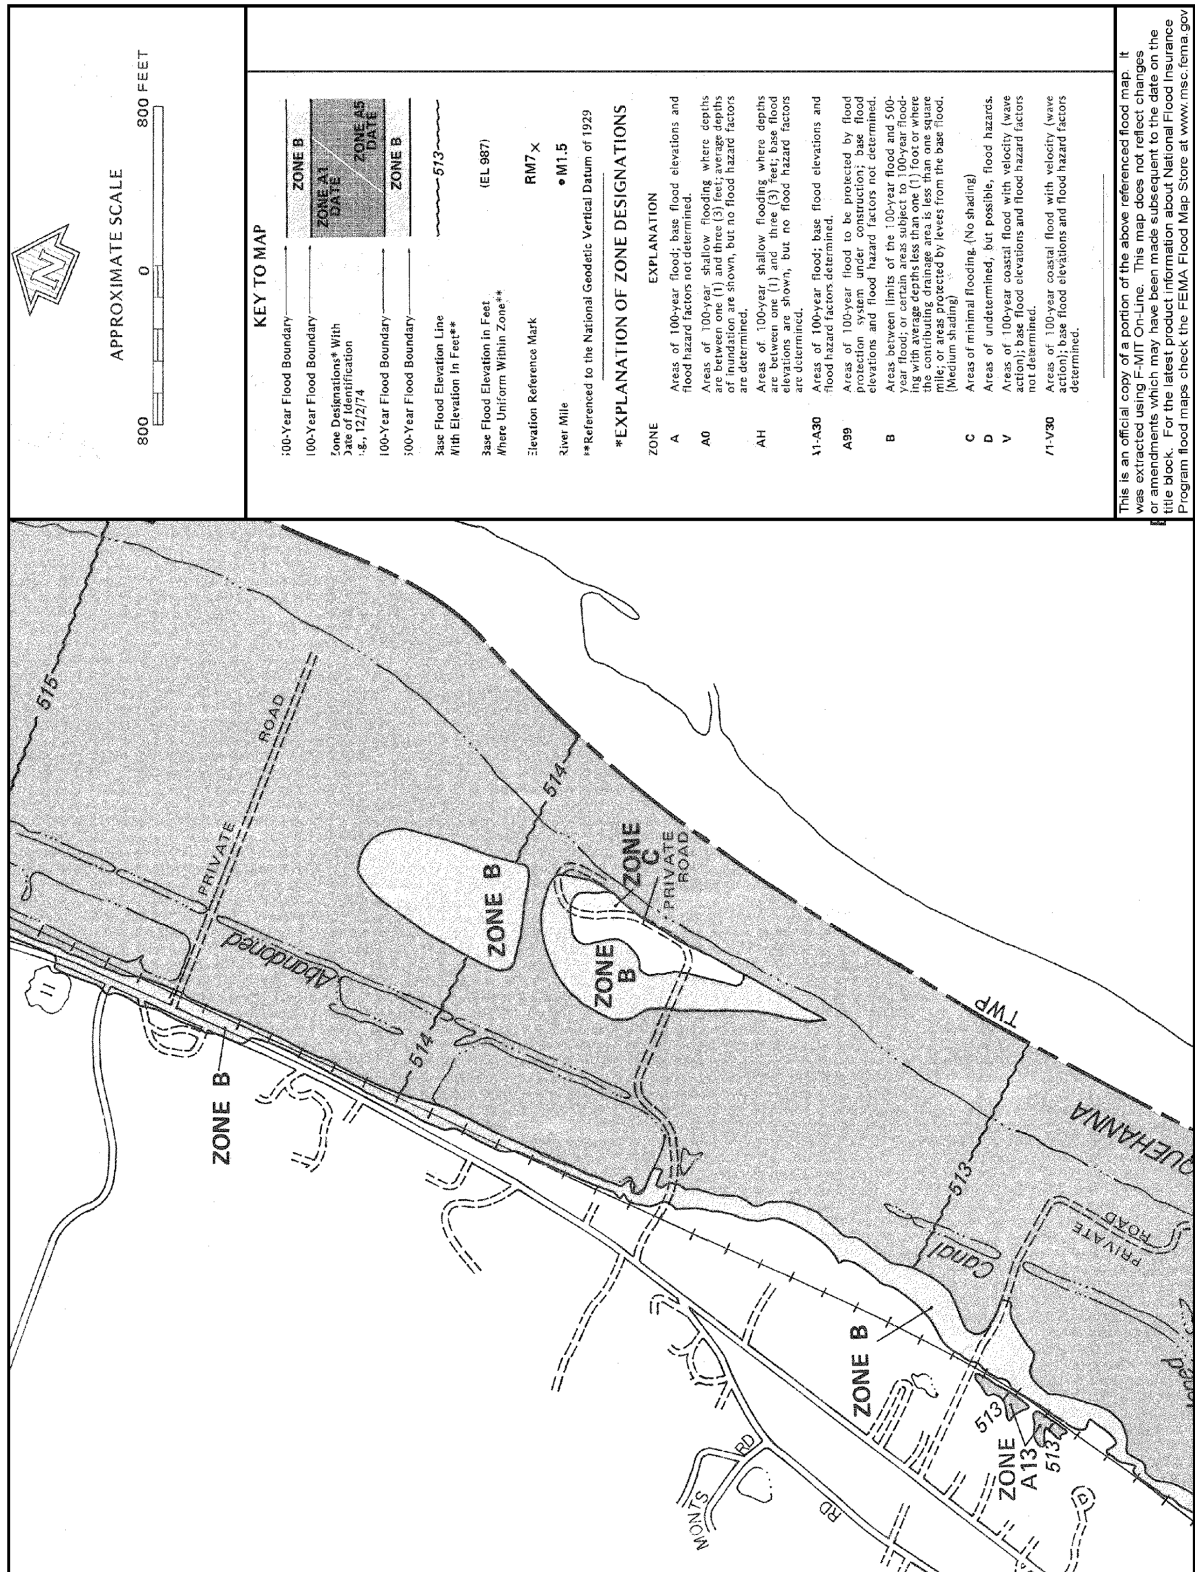 N
APPROXIMATE SCALE
800 0 800 FEET
KEY TO MAP
500-Year Flood Boundary
ZONE B
100-Year Flood Boundary
Zone Designations* With
Date of Identification
e.g., 12/2/74
ZONE A1
DATE
ZONE A5
DATE
100-Year Flood Boundary
ZONE B
500-Year Flood Boundary
Base Flood Elevation Line
With Elevation In Feet**
513
Base Flood Elevation in Feet
Where Uniform Within Zone**
(EL 987)
Elevation Reference Mark
RM7×
River Mile
•M1.5
**Referenced to the National Geodetic Vertical Datum of 1929
*EXPLANATION OF ZONE DESIGNATIONS
ZONE EXPLANATION
A Areas of 100-year flood; base flood elevations and
flood hazard factors not determined.
A0 Areas of 100-year shallow flooding where depths
are between one (1) and three (3) feet; average depths
of inundation are shown, but no flood hazard factors
are determined.
AH Areas of 100-year shallow flooding where depths
are between one (1) and three (3) feet; base flood
elevations are shown, but no flood hazard factors
are determined.
A1-A30 Areas of 100-year flood; base flood elevations and
flood hazard factors determined.
A99 Areas of 100-year flood to be protected by flood
protection system under construction; base flood
elevations and flood hazard factors not determined.
B Areas between limits of the 100-year flood and 500-
year flood; or certain areas subject to 100-year flood-
ing with average depths less than one (1) foot or where
the contributing drainage area is less than one square
mile; or areas protected by levees from the base flood.
(Medium shading)
C Areas of minimal flooding. (No shading)
D Areas of undetermined, but possible, flood hazards.
V Areas of 100-year coastal flood with velocity (wave
action); base flood elevations and flood hazard factors
not determined.
V1-V30 Areas of 100-year coastal flood with velocity (wave
action); base flood elevations and flood hazard factors
determined.
This is an official copy of a portion of the above referenced flood map. It
was extracted using F-MIT On-Line. This map does not reflect changes
or amendments which may have been made subsequent to the date on the
title block. For the latest product information about National Flood Insurance
Program flood maps check the FEMA Flood Map Store at www.msc.fema.gov
515
PRIVATE ROAD
11
Abandoned
ZONE B
514
514
ZONE B
ZONE
B
ZONE
C
PRIVATE
ROAD
TWP
QUEHANNA
513
Canal
PRIVATE
ROAD
ZONE B
513
513
ZONE
A13
MONTS
RD
RD